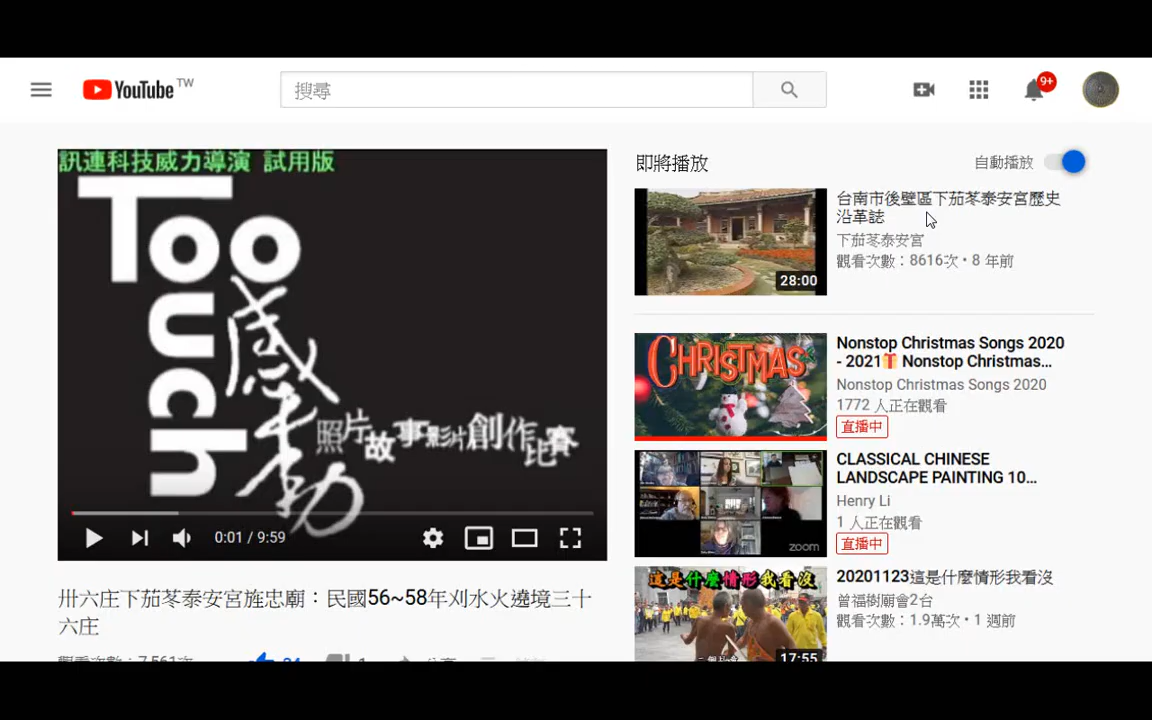 YouTube TW
搜尋
9+
訊連科技威力導演 試用版
Too
感動
Touch
照片故事影片創作比賽
0:01 / 9:59
卅六庄下茄苳泰安宮旌忠廟：民國56~58年刈水火遶境三十
六庄
即將播放
自動播放
28:00
台南市後壁區下茄苳泰安宮歷史
沿革誌
下茄苳泰安宮
觀看次數：8616次 • 8 年前
CHRISTMAS
Nonstop Christmas Songs 2020
- 2021🎁 Nonstop Christmas...
Nonstop Christmas Songs 2020
1772 人正在觀看
直播中
zoom
CLASSICAL CHINESE
LANDSCAPE PAINTING 10...
Henry Li
1 人正在觀看
直播中
這是什麼情形我看沒
17:55
20201123這是什麼情形我看沒
曾福樹廟會2台
觀看次數：1.9萬次 • 1 週前